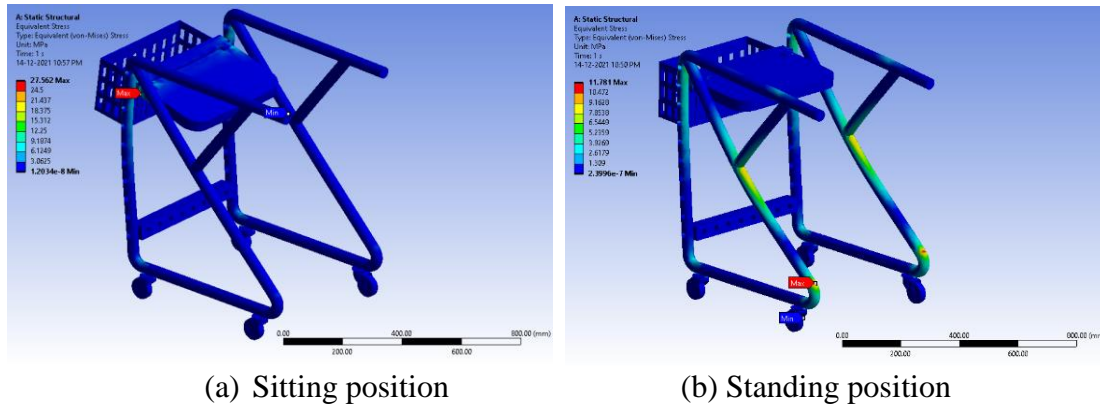 A: Static Structural
Equivalent Stress
Type: Equivalent (von-Mises) Stress
Unit: MPa
Time: 1 s
14-12-2021 10:57 PM
27.562 Max
24.5
21.437
18.375
15.312
12.25
9.1874
6.1249
3.0625
1.2034e-8 Min
Max
Min
0.00
400.00
800.00 (mm)
200.00
600.00
A: Static Structural
Equivalent Stress
Type: Equivalent (von-Mises) Stress
Unit: MPa
Time: 1 s
14-12-2021 10:50 PM
11.781 Max
10.472
9.1628
7.8538
6.5449
5.2359
3.9269
2.6179
1.309
2.3996e-7 Min
Max
Min
0.00
400.00
800.00 (mm)
200.00
600.00
(a) Sitting position
(b) Standing position